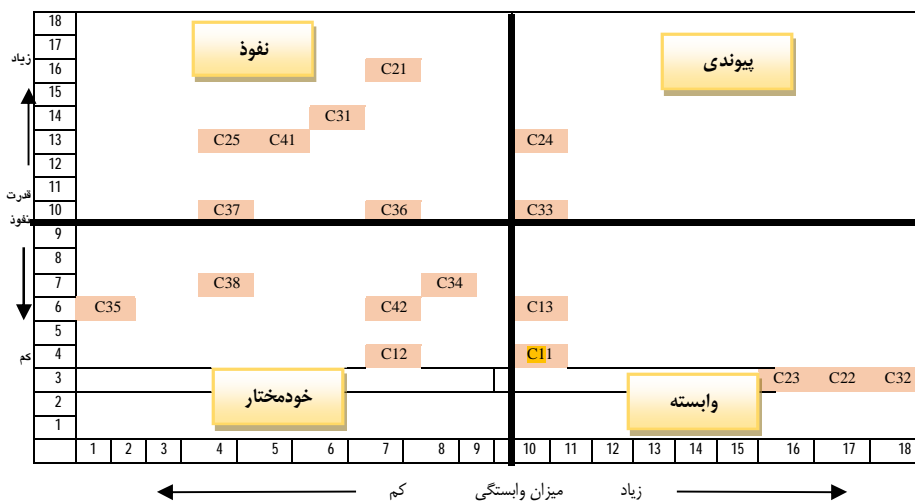 18
17
نفوذ
پیوندی
زیاد
16
C21
15
14
C31
13
C25
C41
C24
12
11
قدرت
نفوذ
10
C37
C36
C33
9
8
7
C38
C34
6
C35
C42
C13
5
کم
4
C12
C11
3
C23
C22
C32
خودمختار
وابسته
2
1
1 2 3 4 5 6 7 8 9 10 11 12 13 14 15 16 17 18
زیاد میزان وابستگی کم